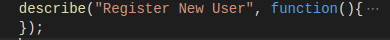 describe("Register New User", function(){···
});